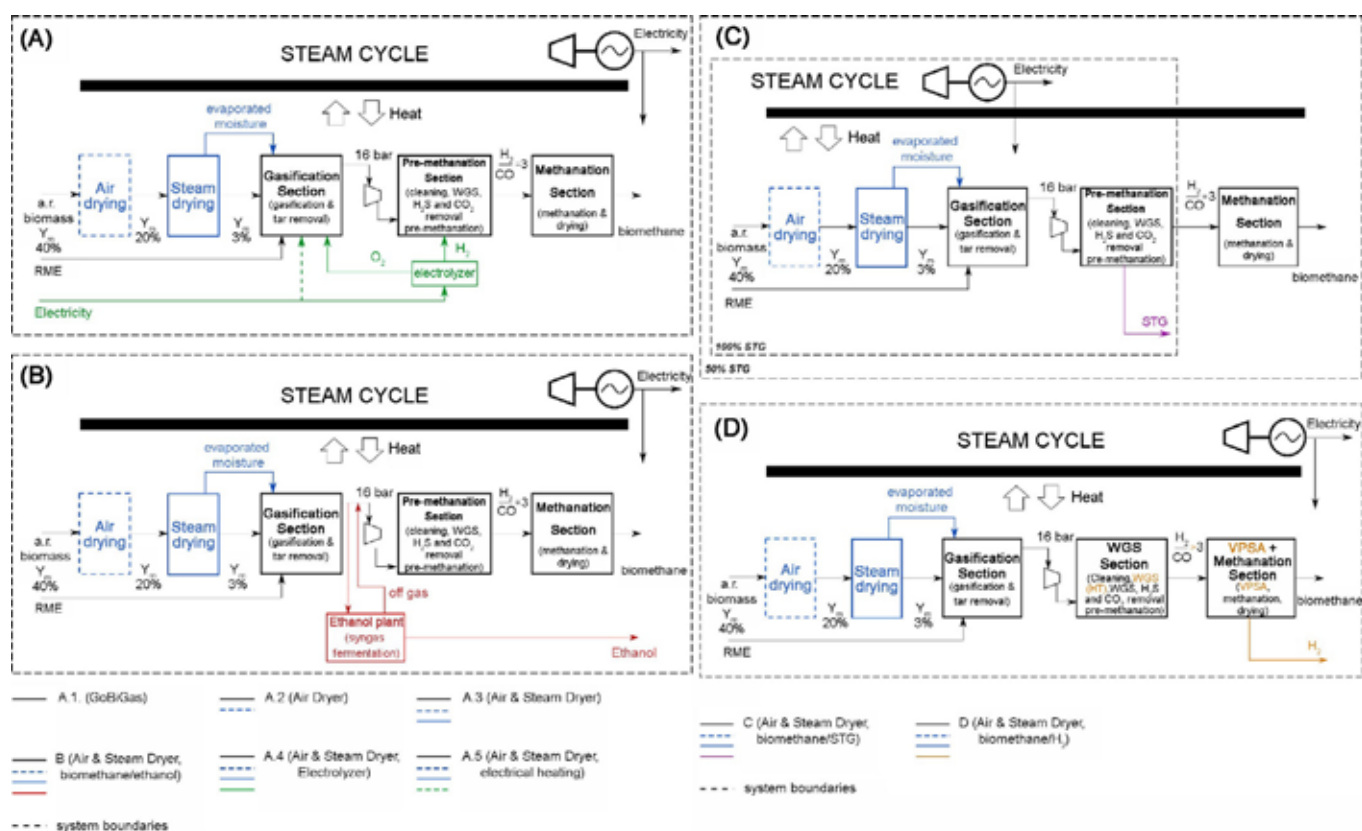 (A)
STEAM CYCLE
Electricity
Heat
evaporated
moisture
16 bar
H2
CO
=3
Air
drying
Steam
drying
Gasification
Section
(gasification &
tar removal)
Pre-methanation
Section
(cleaning, WGS,
H2S and CO2
removal
pre-methanation)
Methanation
Section
(methanation &
drying)
a.r.
biomass
Ym
40%
Ym
20%
Ym
3%
biomethane
RME
O2
H2
electrolyzer
Electricity
(B)
STEAM CYCLE
Electricity
Heat
evaporated
moisture
16 bar
H2
CO
=3
Air
drying
Steam
drying
Gasification
Section
(gasification &
tar removal)
Pre-methanation
Section
(cleaning, WGS,
H2S and CO2
removal
pre-methanation)
Methanation
Section
(methanation &
drying)
a.r.
biomass
Ym
40%
Ym
20%
Ym
3%
biomethane
RME
off gas
Ethanol plant
(syngas
fermentation)
Ethanol
(C)
STEAM CYCLE
Electricity
Heat
evaporated
moisture
16 bar
H2
CO
=3
Air
drying
Steam
drying
Gasification
Section
(gasification &
tar removal)
Pre-methanation
Section
(cleaning, WGS,
H2S and CO2
removal
pre-methanation)
Methanation
Section
(methanation &
drying)
a.r.
biomass
Ym
40%
Ym
20%
Ym
3%
biomethane
RME
STG
100% STG
50% STG
(D)
STEAM CYCLE
Electricity
Heat
evaporated
moisture
16 bar
H2
CO
>3
Air
drying
Steam
drying
Gasification
Section
(gasification &
tar removal)
WGS
Section
(Cleaning, WGS
(HT), WGS, H2S
and CO2 removal
pre-methanation)
VPSA +
Methanation
Section
(VPSA,
methanation,
drying)
a.r.
biomass
Ym
40%
Ym
20%
Ym
3%
biomethane
RME
H2
A.1. (GoBiGas)
A.2 (Air Dryer)
A.3 (Air & Steam Dryer)
B (Air & Steam Dryer,
biomethane/ethanol)
A.4 (Air & Steam Dryer,
Electrolyzer)
A.5 (Air & Steam Dryer,
electrical heating)
system boundaries
C (Air & Steam Dryer,
biomethane/STG)
D (Air & Steam Dryer,
biomethane/H2)
system boundaries